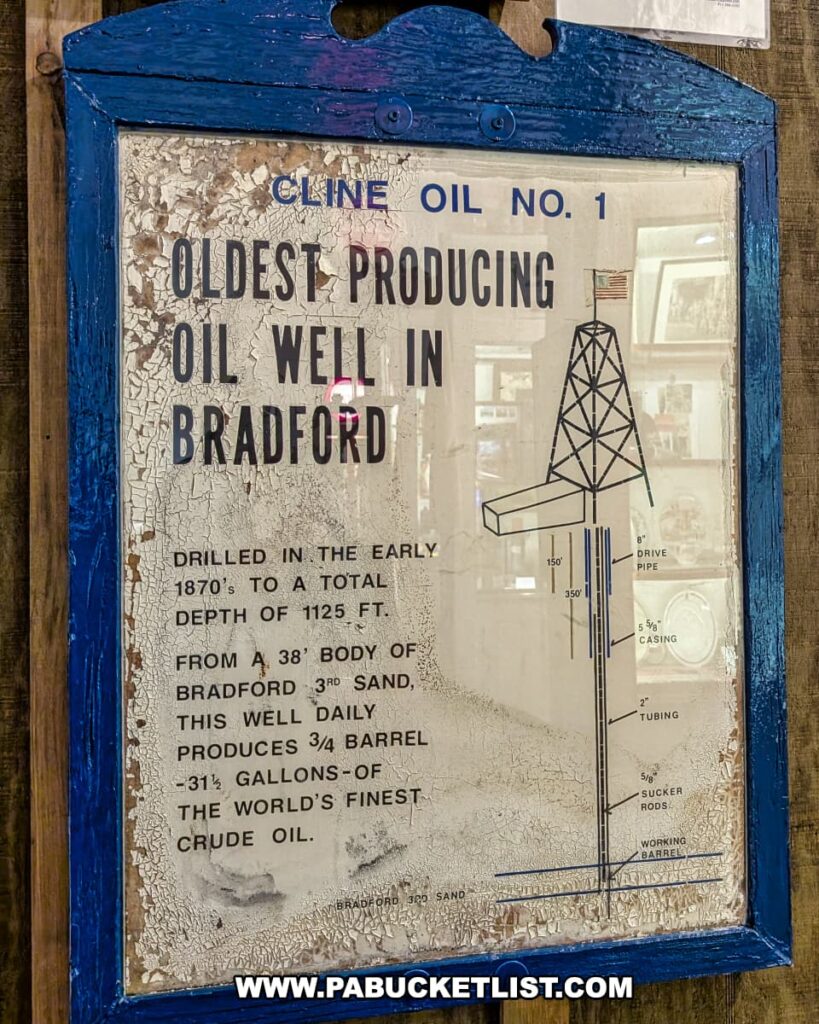 CLINE OIL NO. 1
OLDEST PRODUCING
OIL WELL IN
BRADFORD
DRILLED IN THE EARLY
1870's TO A TOTAL
DEPTH OF 1125 FT.
FROM A 38' BODY OF
BRADFORD 3RD SAND,
THIS WELL DAILY
PRODUCES 3/4 BARREL
-31½ GALLONS-OF
THE WORLD'S FINEST
CRUDE OIL.
150'
350'
8"
DRIVE
PIPE
5 5/8"
CASING
2"
TUBING
5/8"
SUCKER
RODS
WORKING
BARREL
BRADFORD 3RD SAND
WWW.PABUCKETLIST.COM